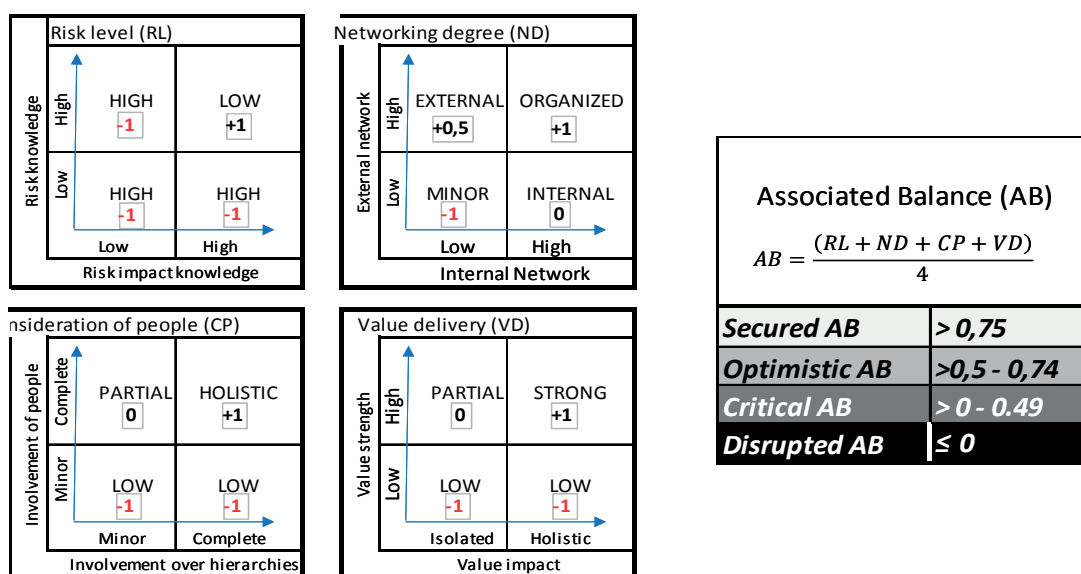 Risk level (RL)
Risk knowledge
High
Low
HIGH
-1
LOW
+1
HIGH
-1
HIGH
-1
Low
High
Risk impact knowledge
Networking degree (ND)
External network
High
Low
EXTERNAL
+0,5
ORGANIZED
+1
MINOR
-1
INTERNAL
0
Low
High
Internal Network
nsideration of people (CP)
Involvement of people
Complete
Minor
PARTIAL
0
HOLISTIC
+1
LOW
-1
LOW
-1
Minor
Complete
Involvement over hierarchies
Value delivery (VD)
Value strength
High
Low
PARTIAL
0
STRONG
+1
LOW
-1
LOW
-1
Isolated
Holistic
Value impact
Associated Balance (AB)
AB = (RL + ND + CP + VD) / 4
Secured AB > 0,75
Optimistic AB >0,5 - 0,74
Critical AB > 0 - 0.49
Disrupted AB ≤ 0